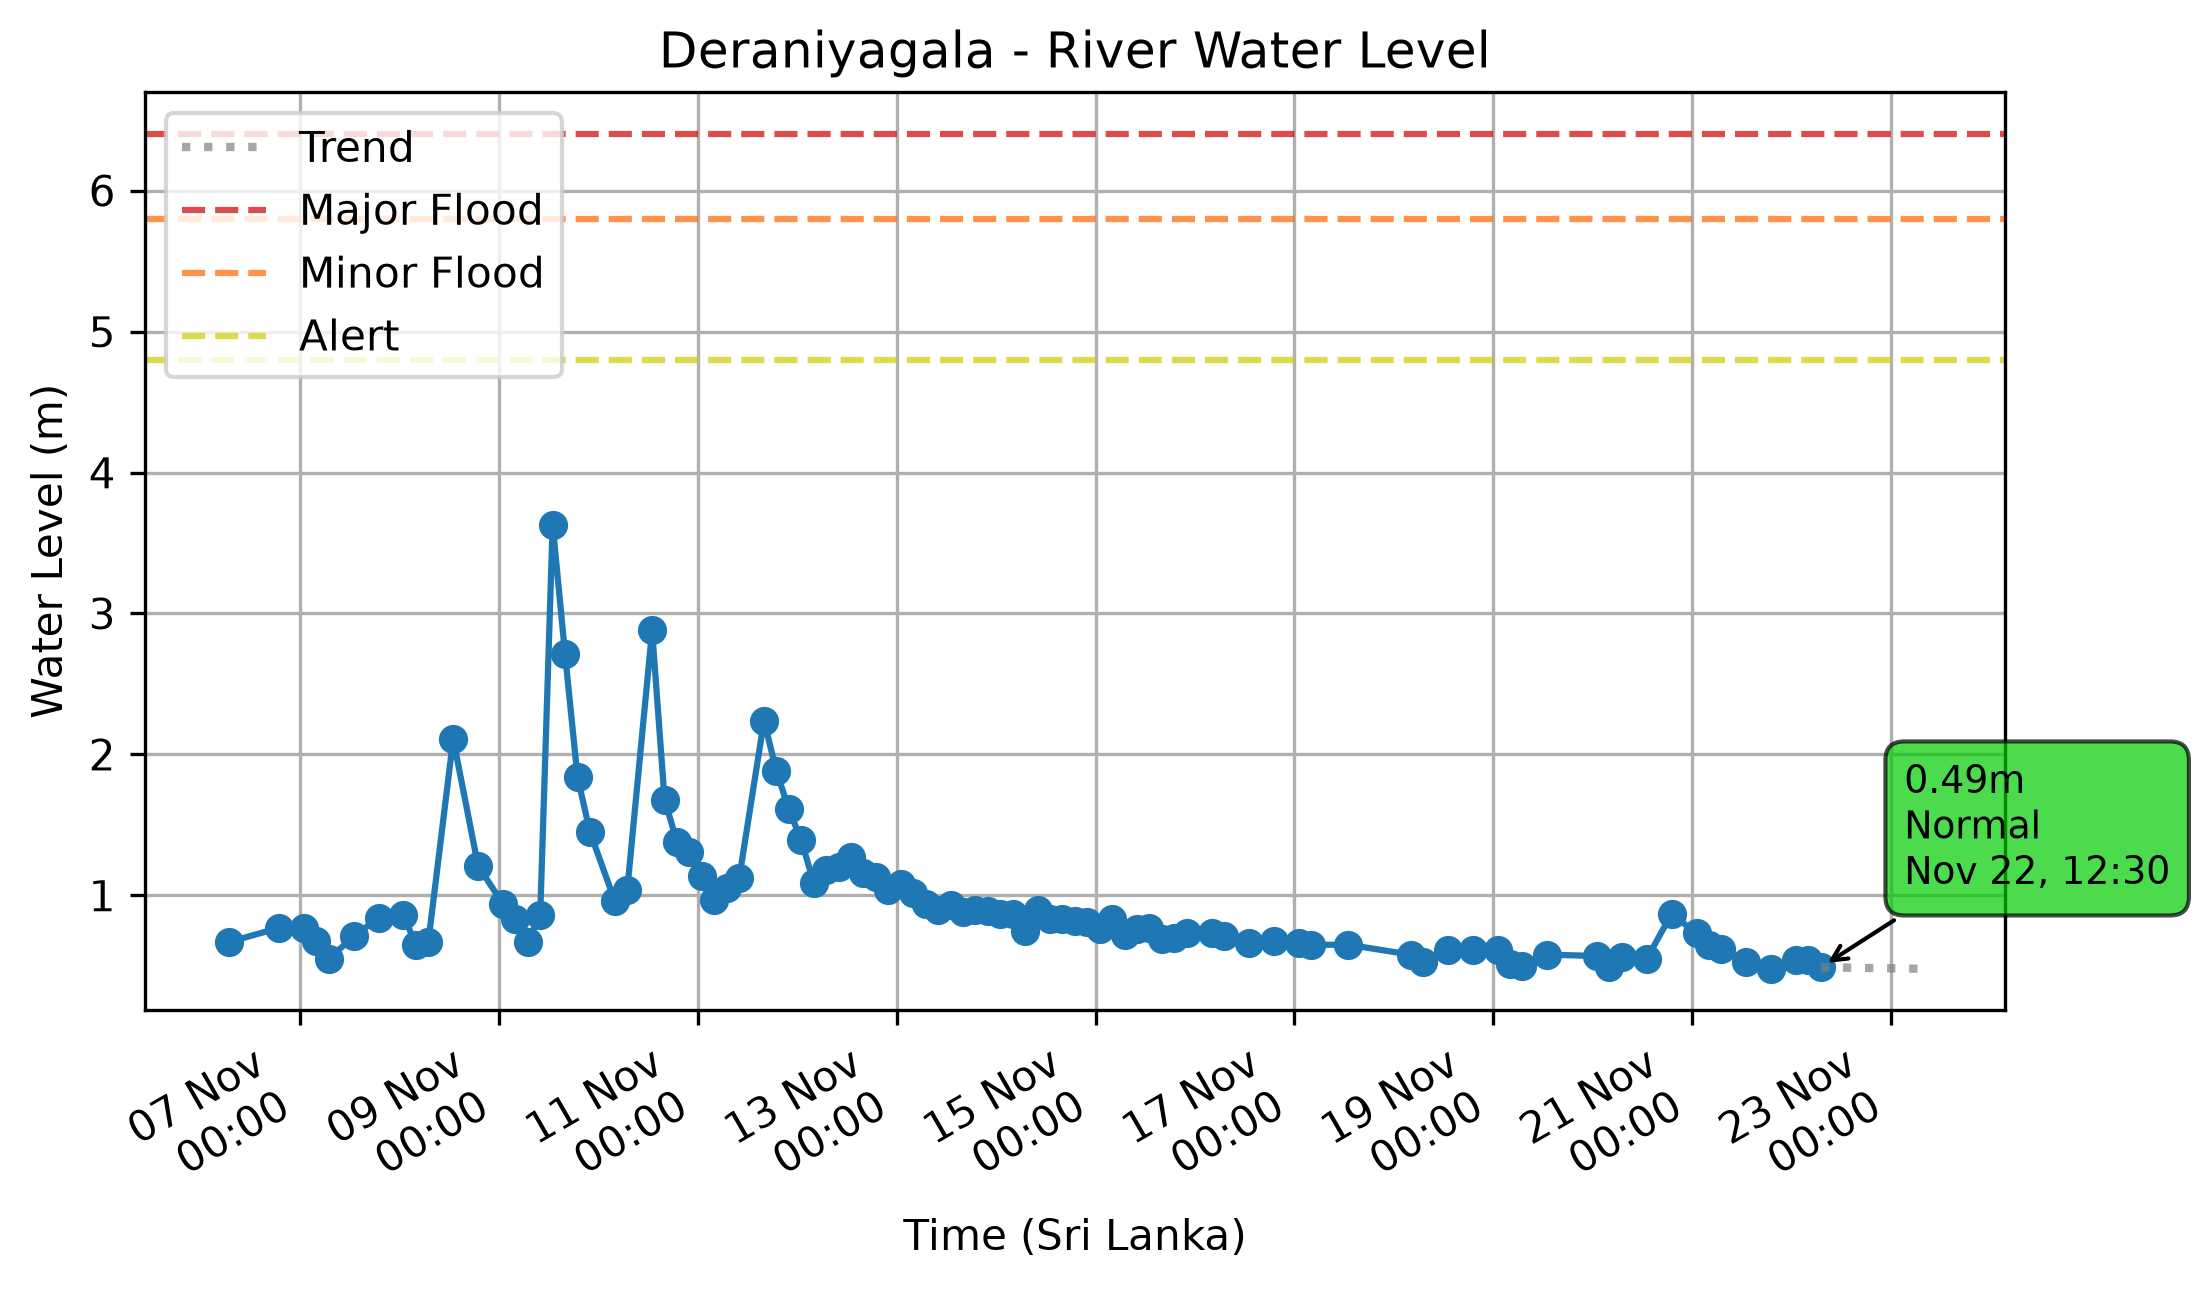 Deraniyagala - River Water Level
Trend
Major Flood
Minor Flood
Alert
6
5
4
3
2
1
Water Level (m)
0.49m
Normal
Nov 22, 12:30
07 Nov
00:00
09 Nov
00:00
11 Nov
00:00
13 Nov
00:00
15 Nov
00:00
17 Nov
00:00
19 Nov
00:00
21 Nov
00:00
23 Nov
00:00
Time (Sri Lanka)